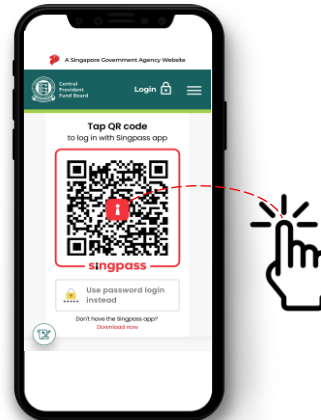 A Singapore Government Agency Website
Central
Provident
Fund Board
Login
Tap QR code
to log in with Singpass app
singpass
Use password login
instead
Don't have the Singpass app?
Download now